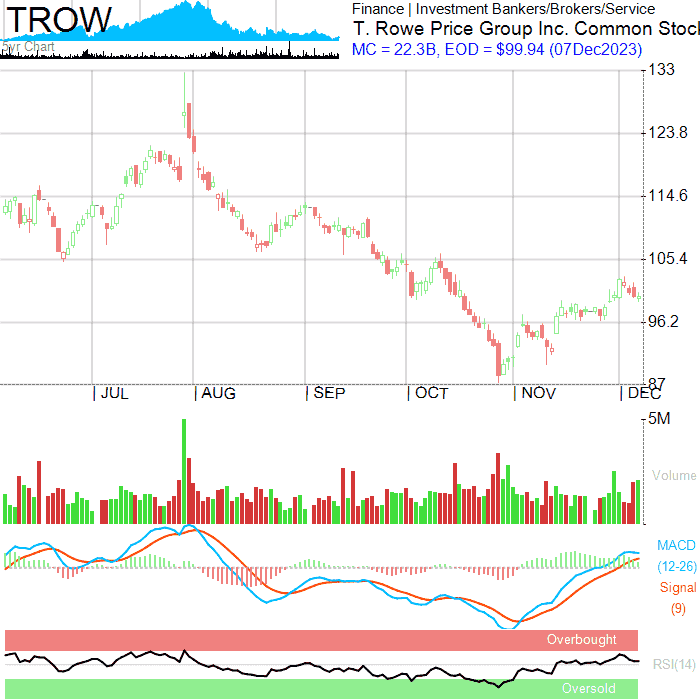 TROW
5yr Chart
Finance | Investment Bankers/Brokers/Service
T. Rowe Price Group Inc. Common Stock
MC = 22.3B, EOD = $99.94 (07Dec2023)
133
123.8
114.6
105.4
96.2
87
JUL AUG SEP OCT NOV DEC
5M
Volume
MACD
(12-26)
Signal
(9)
Overbought
RSI(14)
Oversold